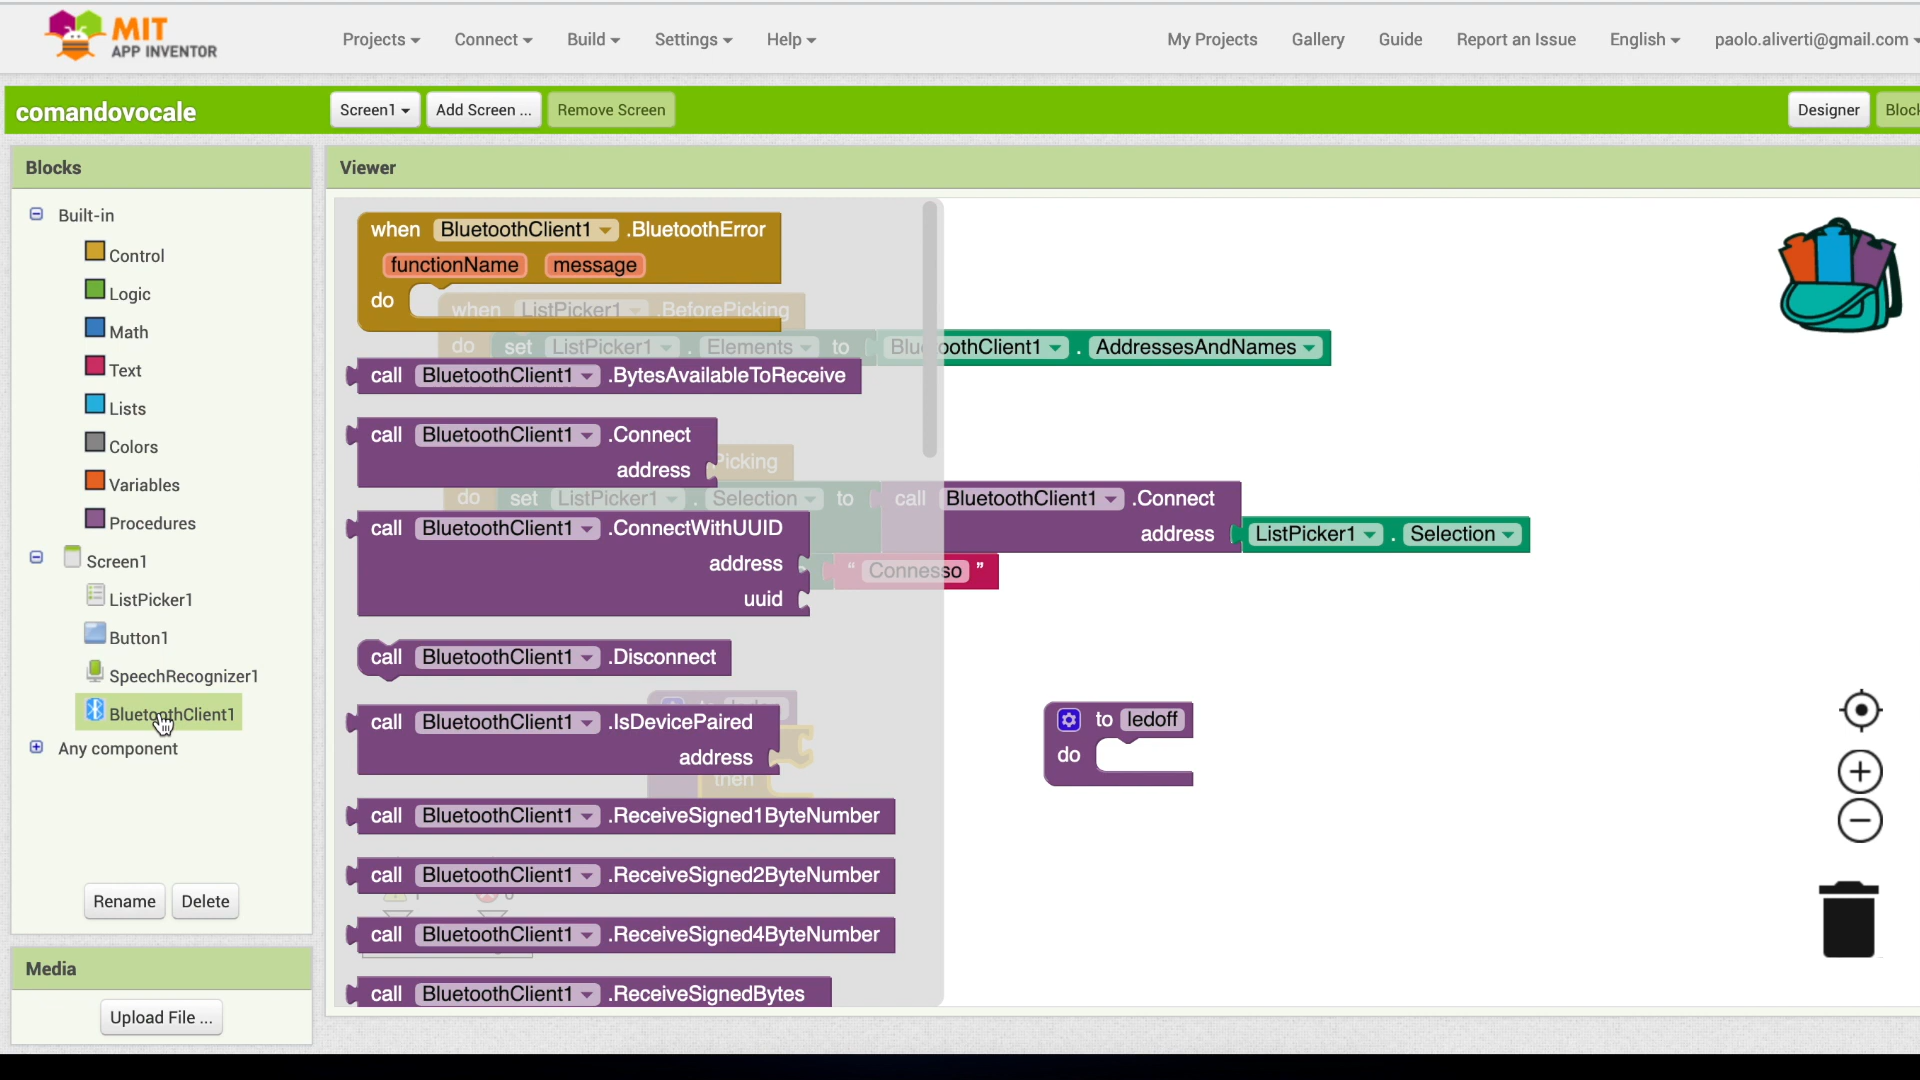 MIT
APP INVENTOR
Projects
Connect
Build
Settings
Help
My Projects
Gallery
Guide
Report an Issue
English
paolo.aliverti@gmail.com
comandovocale
Screen1
Add Screen ...
Remove Screen
Designer
Block
Blocks
Viewer
Built-in
Control
Logic
Math
Text
Lists
Colors
Variables
Procedures
Screen1
ListPicker1
Button1
SpeechRecognizer1
BluetoothClient1
Any component
Rename
Delete
Media
Upload File ...
when BluetoothClient1 .BluetoothError
functionName message
do
when ListPicker1 .BeforePicking
do set ListPicker1 . Elements to BluetoothClient1 . AddressesAndNames
call BluetoothClient1 .BytesAvailableToReceive
call BluetoothClient1 .Connect
address
Picking
do set ListPicker1 . Selection to call BluetoothClient1 .Connect
address ListPicker1 . Selection
call BluetoothClient1 .ConnectWithUUID
address
uuid
“ Connesso ”
call BluetoothClient1 .Disconnect
call BluetoothClient1 .IsDevicePaired
address
then
to ledoff
do
call BluetoothClient1 .ReceiveSigned1ByteNumber
call BluetoothClient1 .ReceiveSigned2ByteNumber
call BluetoothClient1 .ReceiveSigned4ByteNumber
call BluetoothClient1 .ReceiveSignedBytes